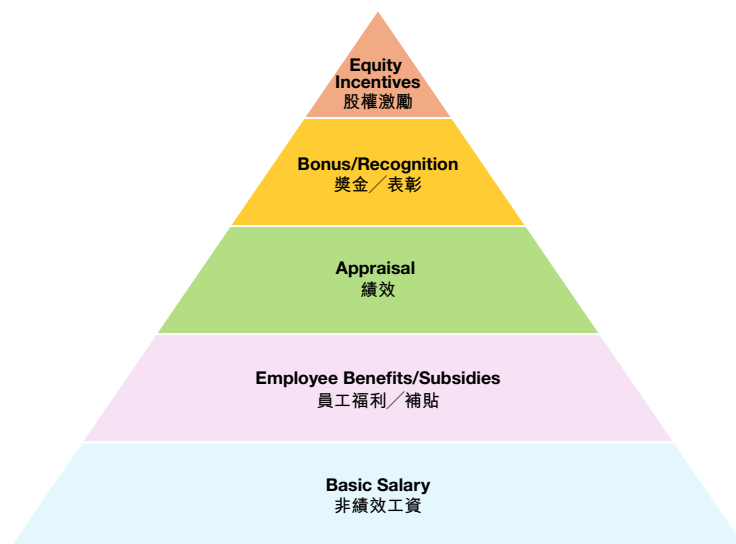 Equity
Incentives
股權激勵
Bonus/Recognition
獎金╱表彰
Appraisal
績效
Employee Benefits/Subsidies
員工福利╱補貼
Basic Salary
非績效工資